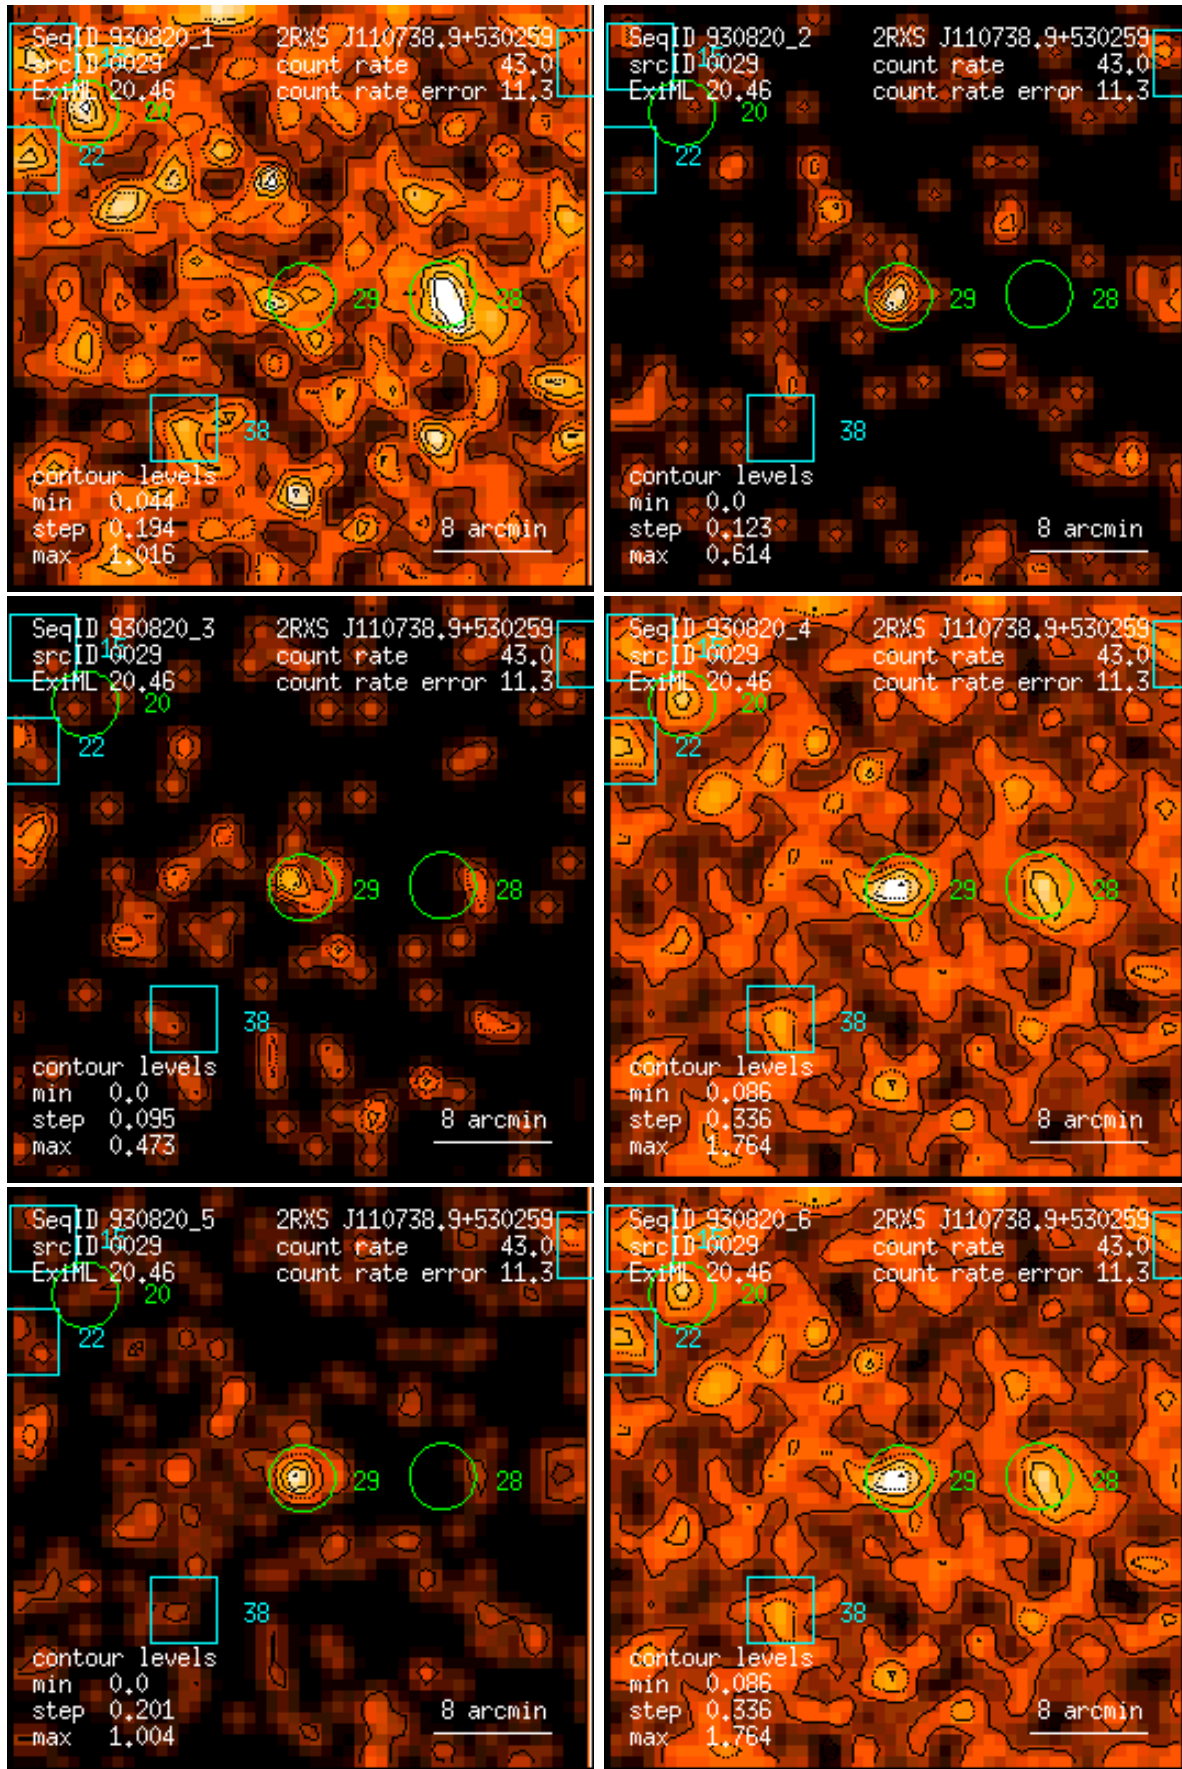 SeqID 930820_1 2RXS J110738.9+530259
srcID 0029 count rate 43.0
ExiML 20.46 count rate error 11.3
15
20
22
29 28
38
contour levels
min 0.044
step 0.194 8 arcmin
max 1.016
SeqID 930820_2 2RXS J110738.9+530259
srcID 0029 count rate 43.0
ExiML 20.46 count rate error 11.3
15
20
22
29 28
38
contour levels
min 0.0
step 0.123 8 arcmin
max 0.614
SeqID 930820_3 2RXS J110738.9+530259
srcID 0029 count rate 43.0
ExiML 20.46 count rate error 11.3
15
20
22
29 28
38
contour levels
min 0.0
step 0.095 8 arcmin
max 0.473
SeqID 930820_4 2RXS J110738.9+530259
srcID 0029 count rate 43.0
ExiML 20.46 count rate error 11.3
15
20
22
29 28
38
contour levels
min 0.086
step 0.336 8 arcmin
max 1.764
SeqID 930820_5 2RXS J110738.9+530259
srcID 0029 count rate 43.0
ExiML 20.46 count rate error 11.3
15
20
22
29 28
38
contour levels
min 0.0
step 0.201 8 arcmin
max 1.004
SeqID 930820_6 2RXS J110738.9+530259
srcID 0029 count rate 43.0
ExiML 20.46 count rate error 11.3
15
20
22
29 28
38
contour levels
min 0.086
step 0.336 8 arcmin
max 1.764